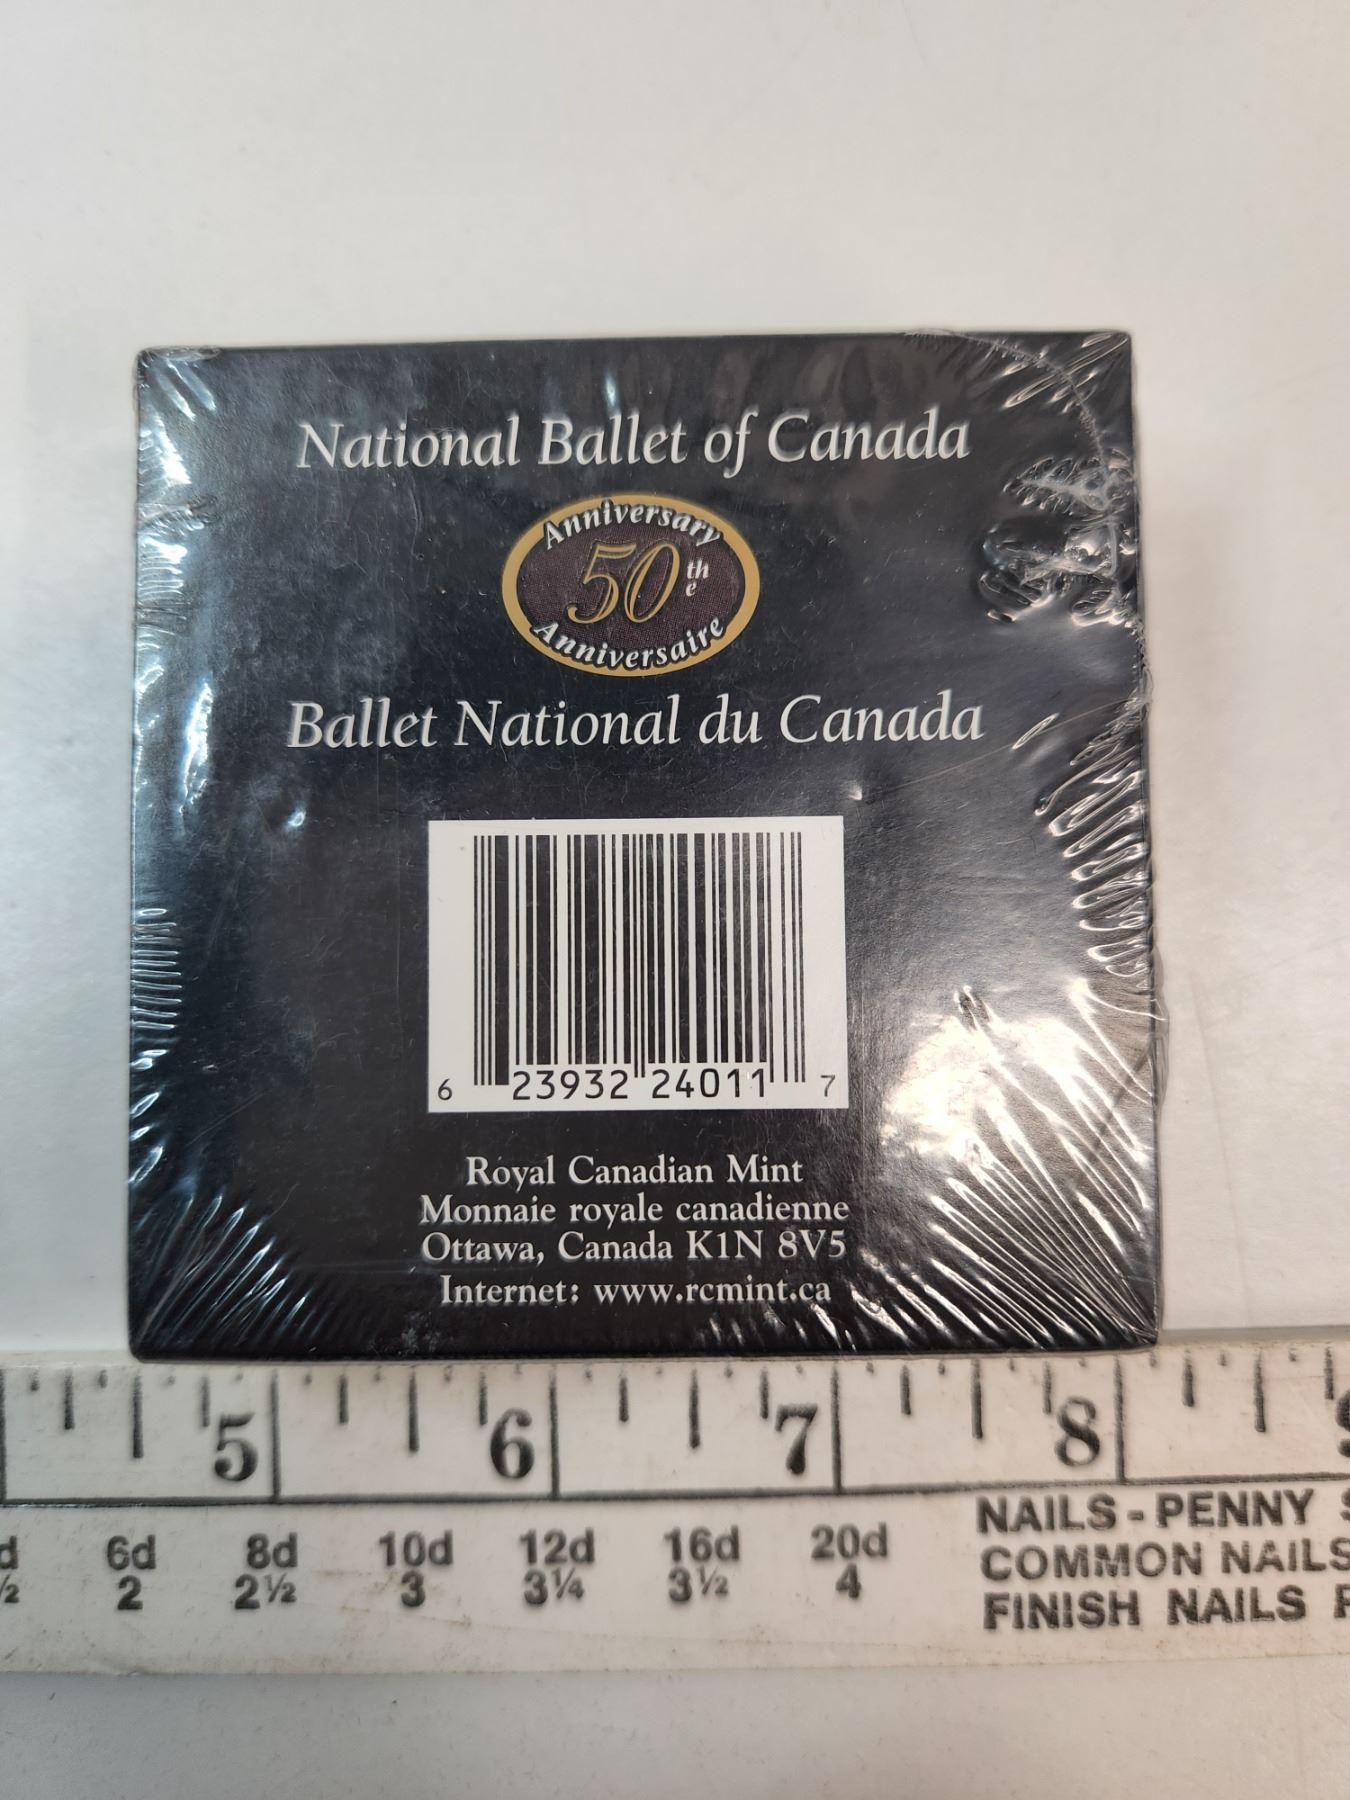 National Ballet of Canada
Anniversary
50th
e
Anniversaire
Ballet National du Canada
6 23932 24011 7
Royal Canadian Mint
Monnaie royale canadienne
Ottawa, Canada K1N 8V5
Internet: www.rcmint.ca
5 6 7 8 9
6d 8d 10d 12d 16d 20d
2 2½ 3 3¼ 3½ 4
NAILS - PENNY
COMMON NAILS
FINISH NAILS